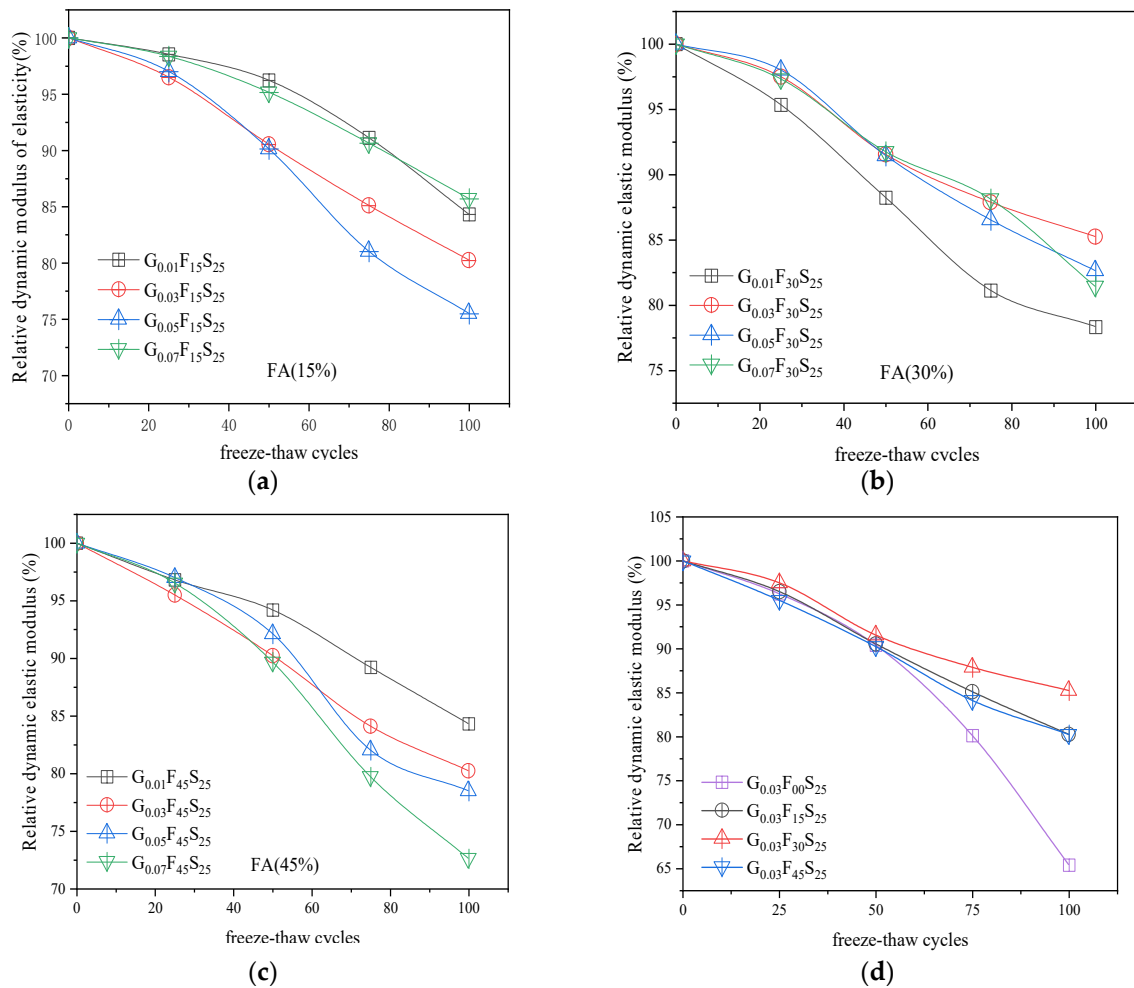 Relative dynamic modulus of elasticity(%)
100
95
90
85
80
75
70
G0.01F15S25
G0.03F15S25
G0.05F15S25
G0.07F15S25
FA(15%)
0 20 40 60 80 100
freeze-thaw cycles
(a)
Relative dynamic elastic modulus (%)
100
95
90
85
80
75
G0.01F30S25
G0.03F30S25
G0.05F30S25
G0.07F30S25
FA(30%)
0 20 40 60 80 100
freeze-thaw cycles
(b)
Relative dynamic elastic modulus (%)
100
95
90
85
80
75
70
G0.01F45S25
G0.03F45S25
G0.05F45S25
G0.07F45S25
FA(45%)
0 20 40 60 80 100
freeze-thaw cycles
(c)
Relative dynamic elastic modulus (%)
105
100
95
90
85
80
75
70
65
G0.03F00S25
G0.03F15S25
G0.03F30S25
G0.03F45S25
0 25 50 75 100
freeze-thaw cycles
(d)